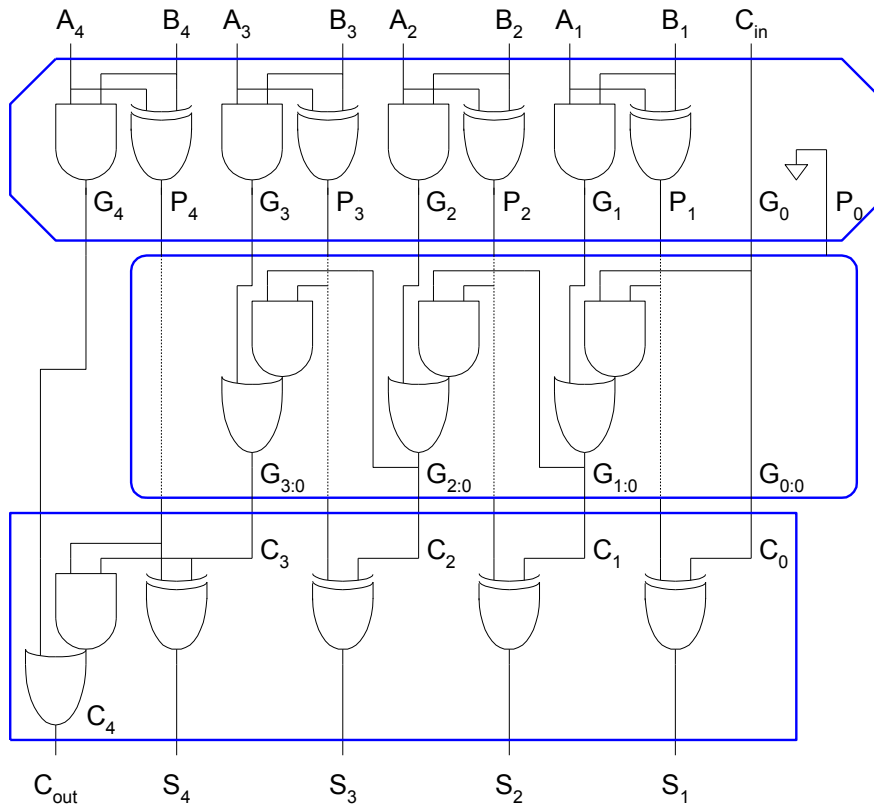 A4 B4 A3 B3 A2 B2 A1 B1 Cin
G4 P4 G3 P3 G2 P2 G1 P1 G0 P0
G3:0 G2:0 G1:0 G0:0
C3 C2 C1 C0
C4
Cout S4 S3 S2 S1